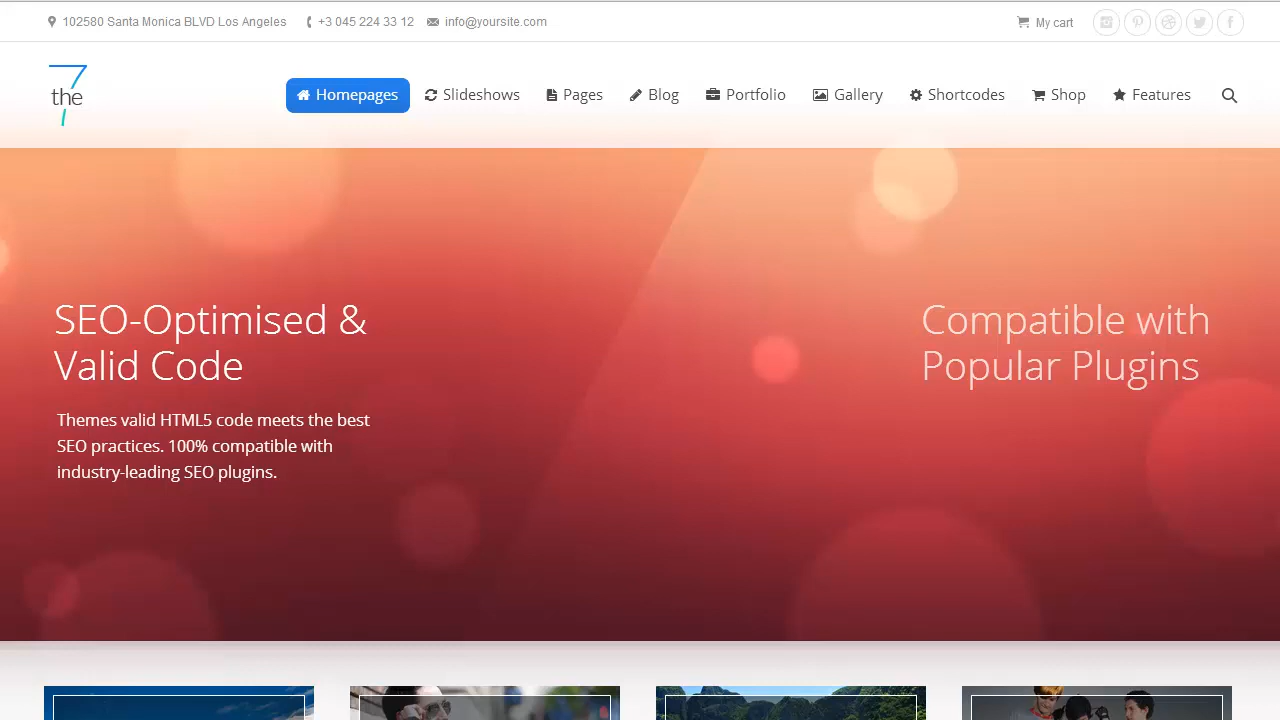 102580 Santa Monica BLVD Los Angeles +3 045 224 33 12 info@yoursite.com My cart
7
the
Homepages Slideshows Pages Blog Portfolio Gallery Shortcodes Shop Features
SEO-Optimised &
Valid Code
Themes valid HTML5 code meets the best
SEO practices. 100% compatible with
industry-leading SEO plugins.
Compatible with
Popular Plugins